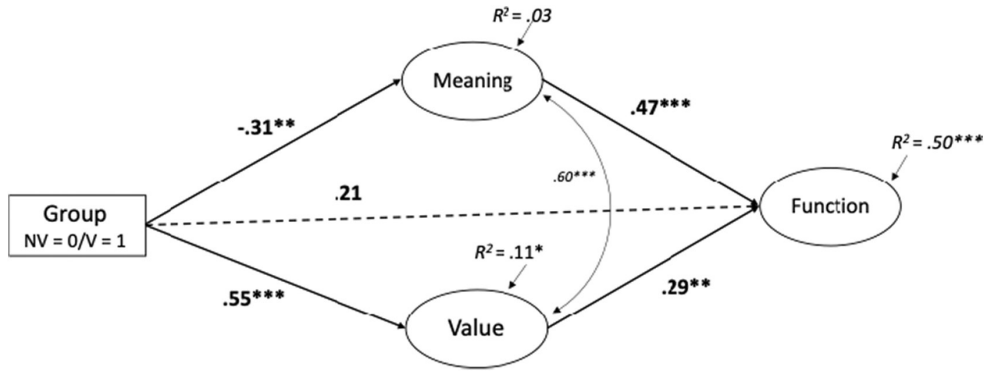 R² = .03
Meaning
-.31**
.47***
R² = .50***
.60***
.21
Group
NV = 0/V = 1
Function
R² = .11*
.55***
.29**
Value